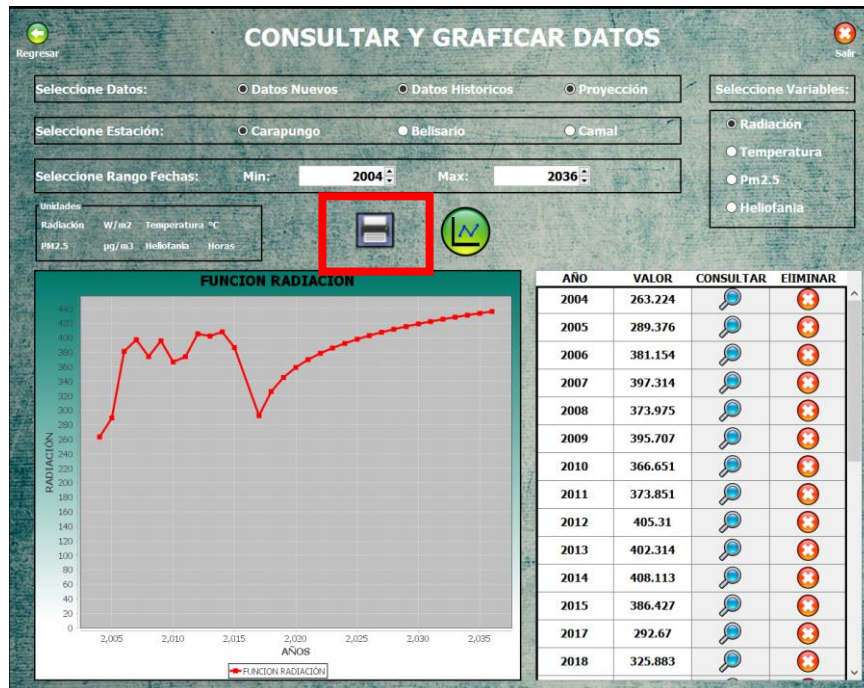 CONSULTAR Y GRAFICAR DATOS
Regresar
Salir
Seleccione Datos: Datos Nuevos Datos Historicos Proyección
Seleccione Variables:
Seleccione Estación: Carapungo Belisario Camal
Radiación
Temperatura
Pm2.5
Heliofania
Seleccione Rango Fechas: Min: 2004 Max: 2036
Unidades
Radiación W/m2 Temperatura °C
PM2.5 µg/m3 Heliofania Horas
FUNCION RADIACION
440
420
400
380
360
340
320
300
280
260
240
220
200
180
160
140
120
100
80
60
40
20
0
RADIACIÓN
2,005 2,010 2,015 2,020 2,025 2,030 2,035
AÑOS
FUNCION RADIACIÓN
AÑO VALOR CONSULTAR ElIMINAR
2004 263.224
2005 289.376
2006 381.154
2007 397.314
2008 373.975
2009 395.707
2010 366.651
2011 373.851
2012 405.31
2013 402.314
2014 408.113
2015 386.427
2017 292.67
2018 325.883